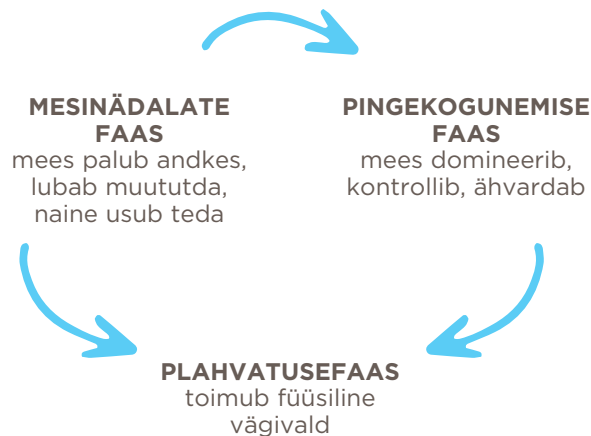 MESINÄDALATE
FAAS
mees palub andkes,
lubab muututda,
naine usub teda
PINGEKOGUNEMISE
FAAS
mees domineerib,
kontrollib, ähvardab
PLAHVATUSEFAAS
toimub füüsiline
vägivald